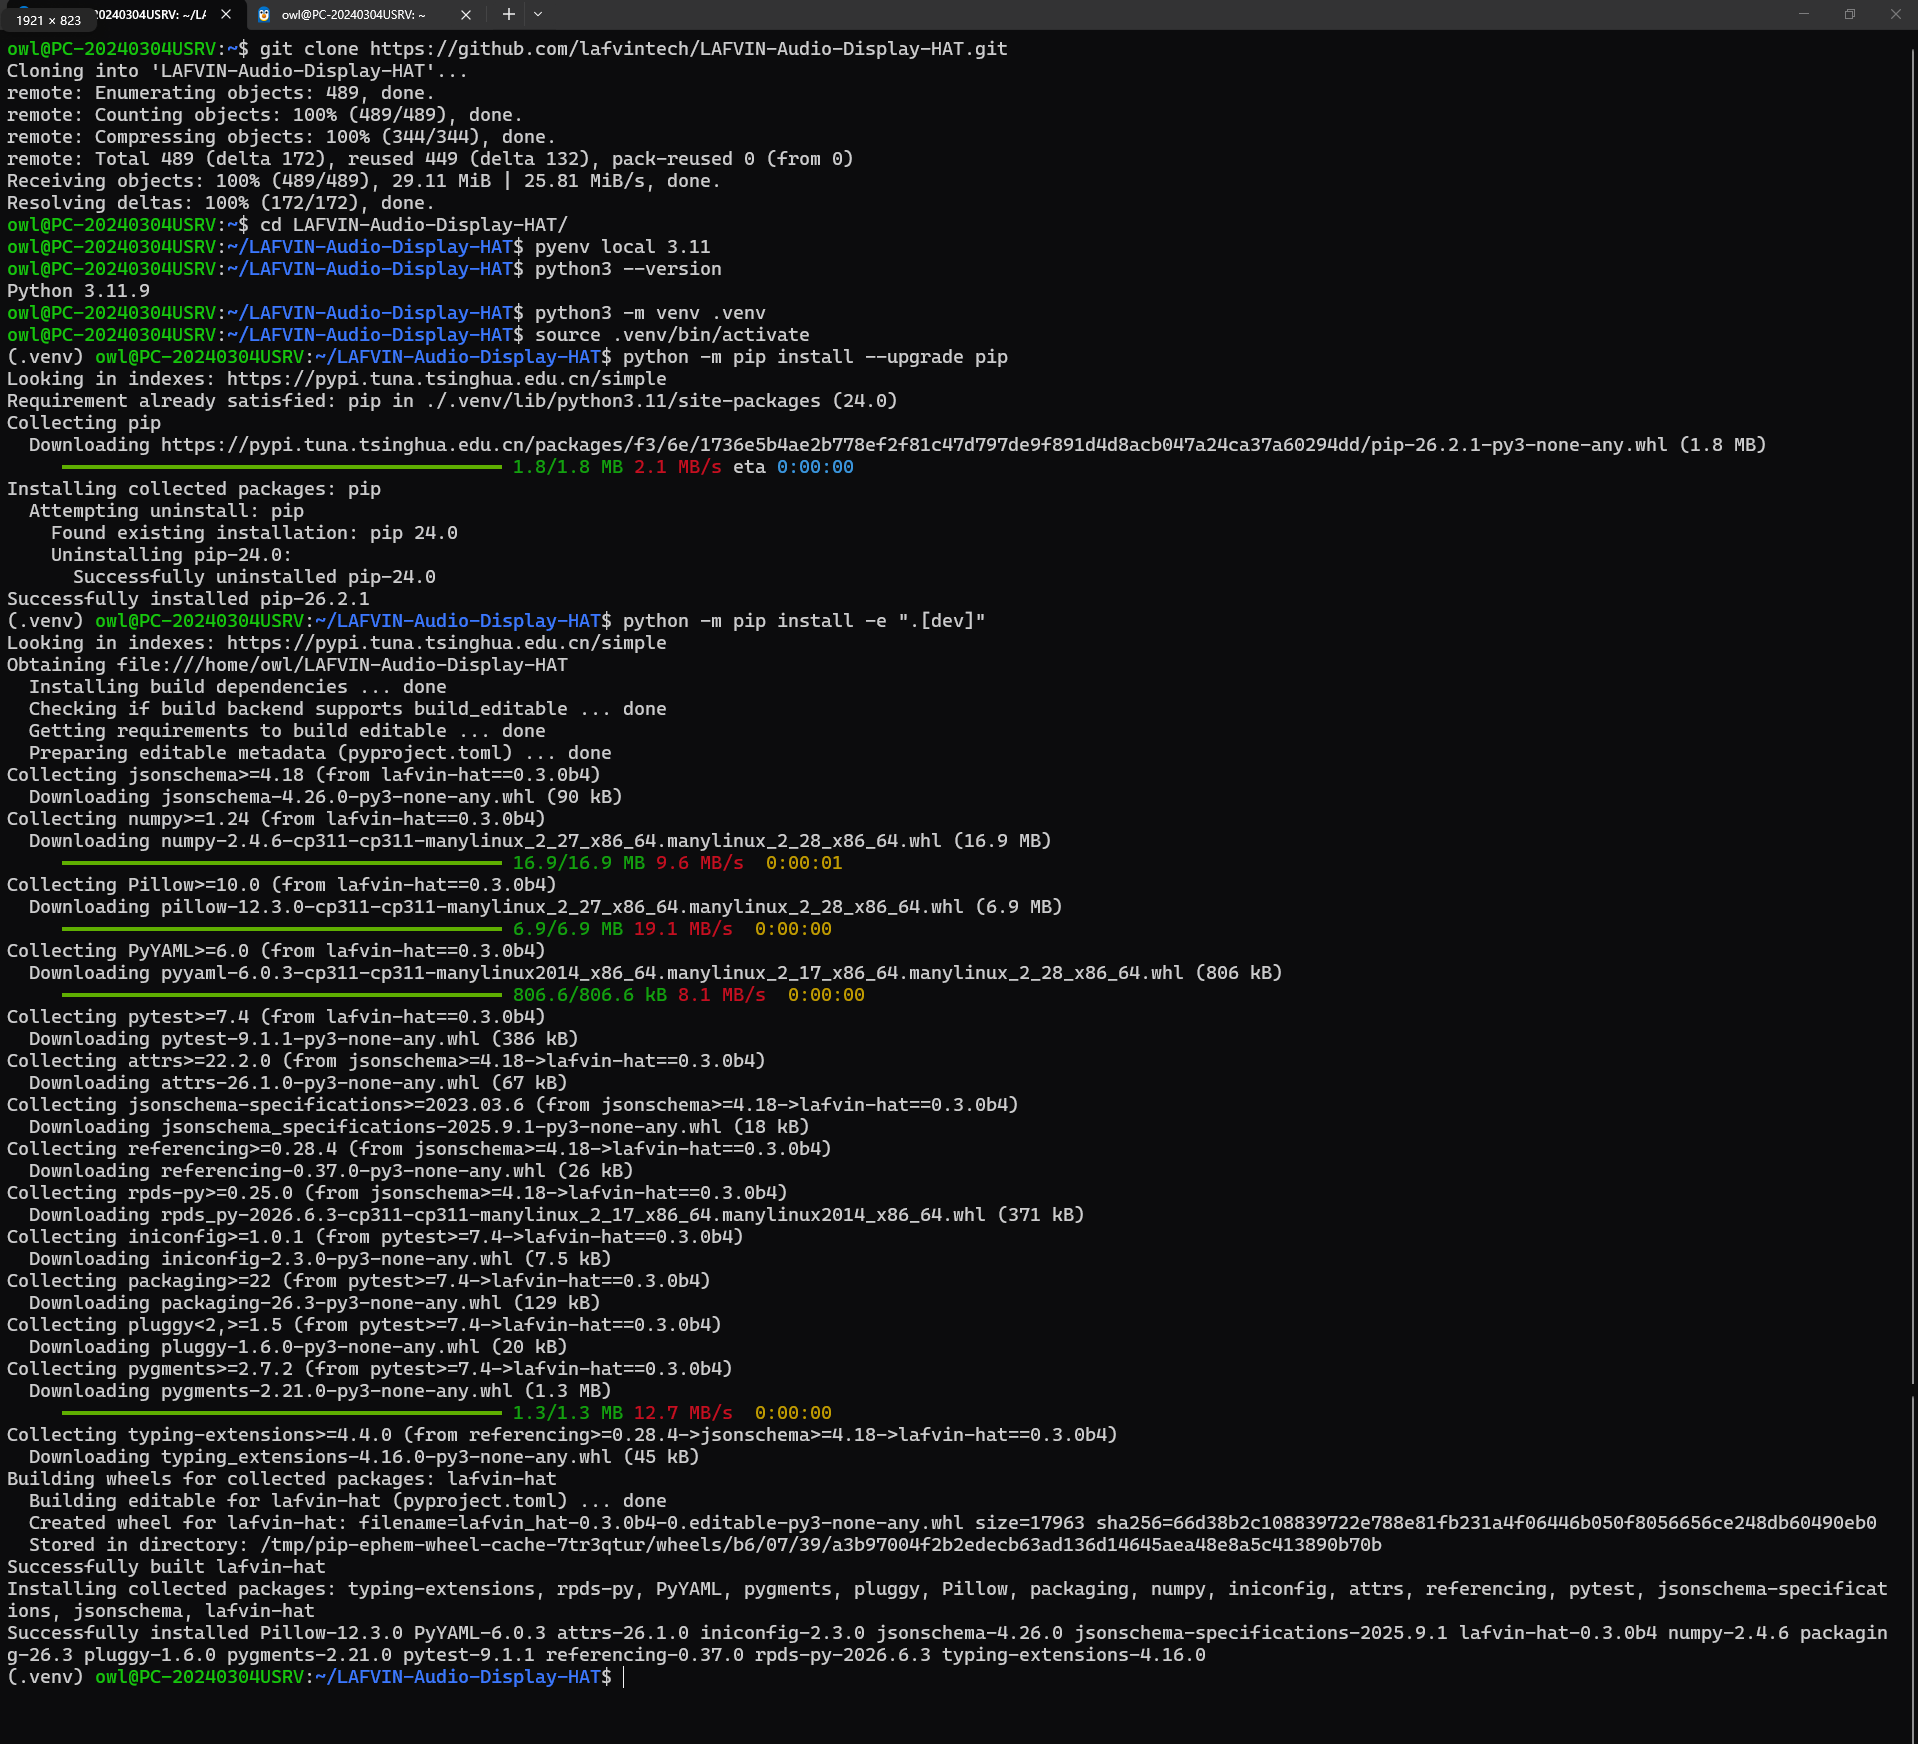 1921 × 823
20240304USRV: ~/LA
owl@PC-20240304USRV: ~
owl@PC-20240304USRV:~$ git clone https://github.com/lafvintech/LAFVIN-Audio-Display-HAT.git
Cloning into 'LAFVIN-Audio-Display-HAT'...
remote: Enumerating objects: 489, done.
remote: Counting objects: 100% (489/489), done.
remote: Compressing objects: 100% (344/344), done.
remote: Total 489 (delta 172), reused 449 (delta 132), pack-reused 0 (from 0)
Receiving objects: 100% (489/489), 29.11 MiB | 25.81 MiB/s, done.
Resolving deltas: 100% (172/172), done.
owl@PC-20240304USRV:~$ cd LAFVIN-Audio-Display-HAT/
owl@PC-20240304USRV:~/LAFVIN-Audio-Display-HAT$ pyenv local 3.11
owl@PC-20240304USRV:~/LAFVIN-Audio-Display-HAT$ python3 --version
Python 3.11.9
owl@PC-20240304USRV:~/LAFVIN-Audio-Display-HAT$ python3 -m venv .venv
owl@PC-20240304USRV:~/LAFVIN-Audio-Display-HAT$ source .venv/bin/activate
(.venv) owl@PC-20240304USRV:~/LAFVIN-Audio-Display-HAT$ python -m pip install --upgrade pip
Looking in indexes: https://pypi.tuna.tsinghua.edu.cn/simple
Requirement already satisfied: pip in ./.venv/lib/python3.11/site-packages (24.0)
Collecting pip
  Downloading https://pypi.tuna.tsinghua.edu.cn/packages/f3/6e/1736e5b4ae2b778ef2f81c47d797de9f891d4d8acb047a24ca37a60294dd/pip-26.2.1-py3-none-any.whl (1.8 MB)
1.8/1.8 MB 2.1 MB/s eta 0:00:00
Installing collected packages: pip
  Attempting uninstall: pip
    Found existing installation: pip 24.0
    Uninstalling pip-24.0:
      Successfully uninstalled pip-24.0
Successfully installed pip-26.2.1
(.venv) owl@PC-20240304USRV:~/LAFVIN-Audio-Display-HAT$ python -m pip install -e ".[dev]"
Looking in indexes: https://pypi.tuna.tsinghua.edu.cn/simple
Obtaining file:///home/owl/LAFVIN-Audio-Display-HAT
  Installing build dependencies ... done
  Checking if build backend supports build_editable ... done
  Getting requirements to build editable ... done
  Preparing editable metadata (pyproject.toml) ... done
Collecting jsonschema>=4.18 (from lafvin-hat==0.3.0b4)
  Downloading jsonschema-4.26.0-py3-none-any.whl (90 kB)
Collecting numpy>=1.24 (from lafvin-hat==0.3.0b4)
  Downloading numpy-2.4.6-cp311-cp311-manylinux_2_27_x86_64.manylinux_2_28_x86_64.whl (16.9 MB)
16.9/16.9 MB 9.6 MB/s  0:00:01
Collecting Pillow>=10.0 (from lafvin-hat==0.3.0b4)
  Downloading pillow-12.3.0-cp311-cp311-manylinux_2_27_x86_64.manylinux_2_28_x86_64.whl (6.9 MB)
6.9/6.9 MB 19.1 MB/s  0:00:00
Collecting PyYAML>=6.0 (from lafvin-hat==0.3.0b4)
  Downloading pyyaml-6.0.3-cp311-cp311-manylinux2014_x86_64.manylinux_2_17_x86_64.manylinux_2_28_x86_64.whl (806 kB)
806.6/806.6 kB 8.1 MB/s  0:00:00
Collecting pytest>=7.4 (from lafvin-hat==0.3.0b4)
  Downloading pytest-9.1.1-py3-none-any.whl (386 kB)
Collecting attrs>=22.2.0 (from jsonschema>=4.18->lafvin-hat==0.3.0b4)
  Downloading attrs-26.1.0-py3-none-any.whl (67 kB)
Collecting jsonschema-specifications>=2023.03.6 (from jsonschema>=4.18->lafvin-hat==0.3.0b4)
  Downloading jsonschema_specifications-2025.9.1-py3-none-any.whl (18 kB)
Collecting referencing>=0.28.4 (from jsonschema>=4.18->lafvin-hat==0.3.0b4)
  Downloading referencing-0.37.0-py3-none-any.whl (26 kB)
Collecting rpds-py>=0.25.0 (from jsonschema>=4.18->lafvin-hat==0.3.0b4)
  Downloading rpds_py-2026.6.3-cp311-cp311-manylinux_2_17_x86_64.manylinux2014_x86_64.whl (371 kB)
Collecting iniconfig>=1.0.1 (from pytest>=7.4->lafvin-hat==0.3.0b4)
  Downloading iniconfig-2.3.0-py3-none-any.whl (7.5 kB)
Collecting packaging>=22 (from pytest>=7.4->lafvin-hat==0.3.0b4)
  Downloading packaging-26.3-py3-none-any.whl (129 kB)
Collecting pluggy<2,>=1.5 (from pytest>=7.4->lafvin-hat==0.3.0b4)
  Downloading pluggy-1.6.0-py3-none-any.whl (20 kB)
Collecting pygments>=2.7.2 (from pytest>=7.4->lafvin-hat==0.3.0b4)
  Downloading pygments-2.21.0-py3-none-any.whl (1.3 MB)
1.3/1.3 MB 12.7 MB/s  0:00:00
Collecting typing-extensions>=4.4.0 (from referencing>=0.28.4->jsonschema>=4.18->lafvin-hat==0.3.0b4)
  Downloading typing_extensions-4.16.0-py3-none-any.whl (45 kB)
Building wheels for collected packages: lafvin-hat
  Building editable for lafvin-hat (pyproject.toml) ... done
  Created wheel for lafvin-hat: filename=lafvin_hat-0.3.0b4-0.editable-py3-none-any.whl size=17963 sha256=66d38b2c108839722e788e81fb231a4f06446b050f8056656ce248db60490eb0
  Stored in directory: /tmp/pip-ephem-wheel-cache-7tr3qtur/wheels/b6/07/39/a3b97004f2b2edecb63ad136d14645aea48e8a5c413890b70b
Successfully built lafvin-hat
Installing collected packages: typing-extensions, rpds-py, PyYAML, pygments, pluggy, Pillow, packaging, numpy, iniconfig, attrs, referencing, pytest, jsonschema-specificat
ions, jsonschema, lafvin-hat
Successfully installed Pillow-12.3.0 PyYAML-6.0.3 attrs-26.1.0 iniconfig-2.3.0 jsonschema-4.26.0 jsonschema-specifications-2025.9.1 lafvin-hat-0.3.0b4 numpy-2.4.6 packagin
g-26.3 pluggy-1.6.0 pygments-2.21.0 pytest-9.1.1 referencing-0.37.0 rpds-py-2026.6.3 typing-extensions-4.16.0
(.venv) owl@PC-20240304USRV:~/LAFVIN-Audio-Display-HAT$